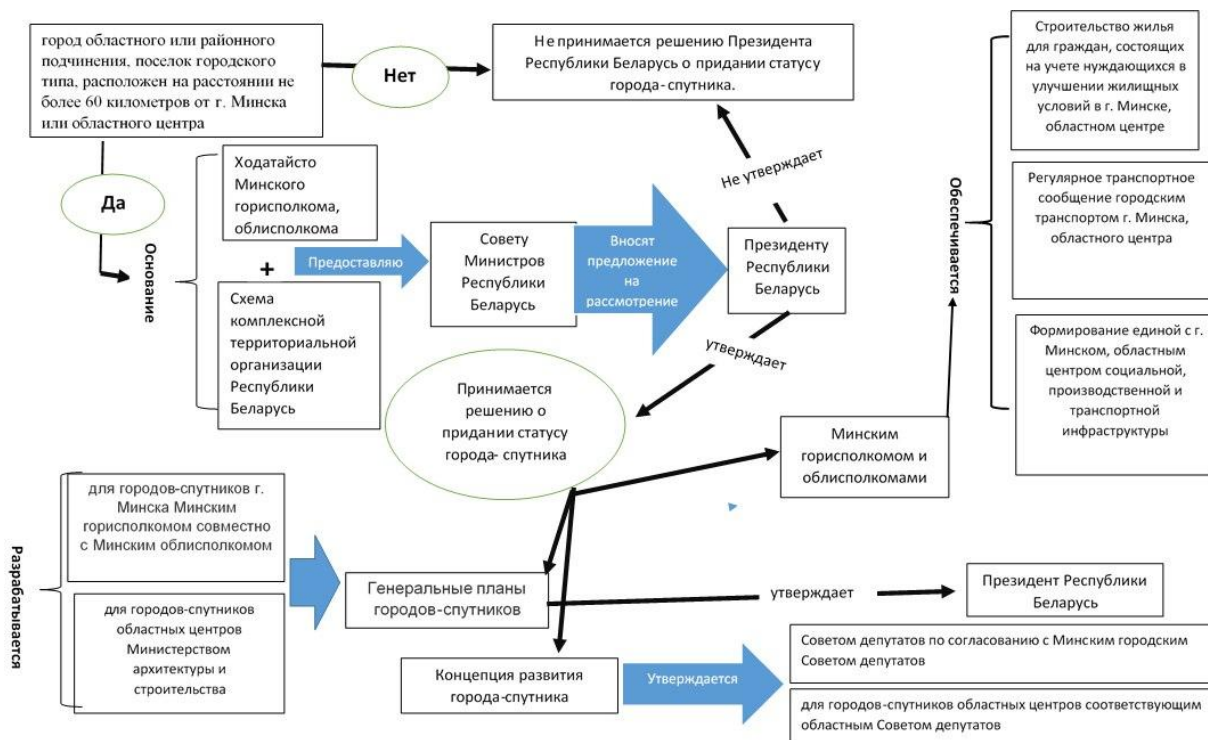 город областного или районного
подчинения, поселок городского
типа, расположен на расстоянии не
более 60 километров от г. Минска
или областного центра
Нет
Не принимается решению Президента
Республики Беларусь о придании статусу
города-спутника.
Строительство жилья
для граждан, состоящих
на учете нуждающихся в
улучшении жилищных
условий в г. Минске,
областном центре
Да
Основание
Ходатайсто
Минского
горисполкома,
облисполкома
+
Схема
комплексной
территориальной
организации
Республики
Беларусь
Предоставляю
Совету
Министров
Республики
Беларусь
Вносят
предложение
на
рассмотрение
Президенту
Республики
Беларусь
Не утверждает
утверждает
Обеспечивается
Регулярное транспортное
сообщение городским
транспортом г. Минска,
областного центра
Формирование единой с г.
Минском, областным
центром социальной,
производственной и
транспортной
инфраструктуры
Принимается
решению о
придании статусу
города- спутника
Минским
горисполкомом и
облисполкомами
Разрабатывается
для городов-спутников г.
Минска Минским
горисполкомом совместно
с Минским облисполкомом
для городов-спутников
областных центров
Министерством
архитектуры и
строительства
Генеральные планы
городов-спутников
утверждает
Президент Республики
Беларусь
Концепция развития
города-спутника
Утверждается
Советом депутатов по согласованию с Минским городским
Советом депутатов
для городов-спутников областных центров соответствующим
областным Советом депутатов